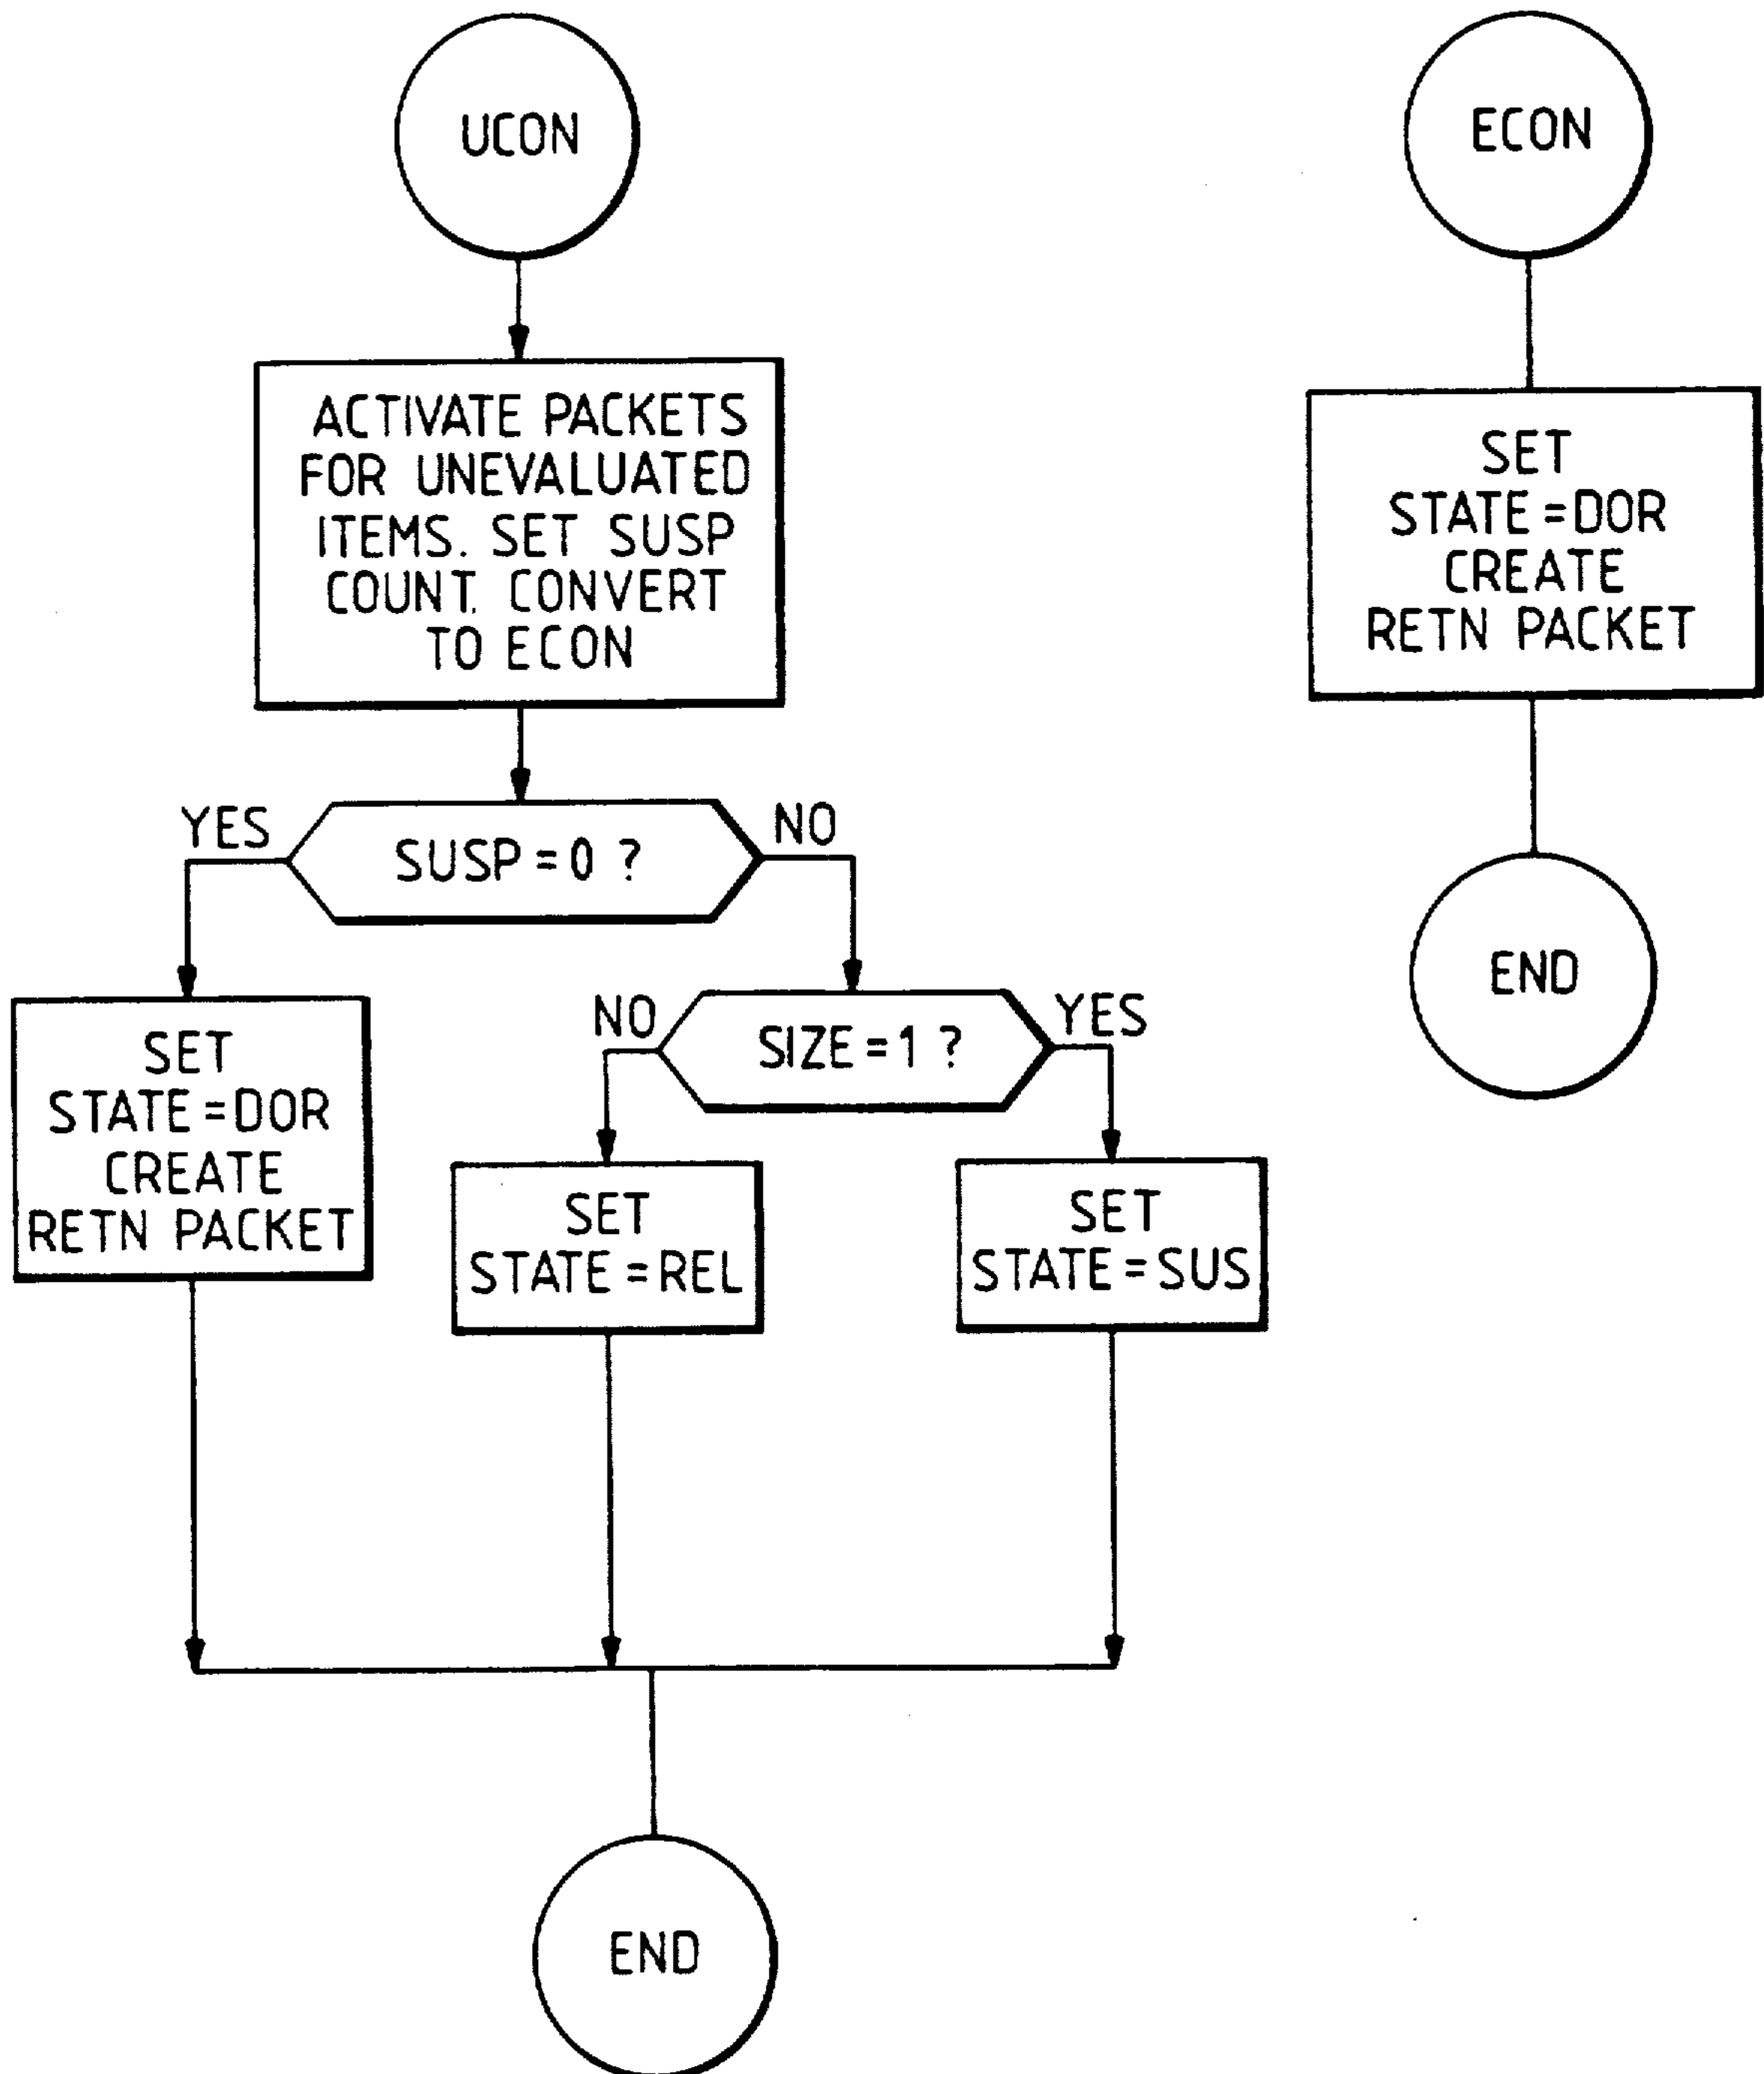 UCON
ACTIVATE PACKETS
FOR UNEVALUATED
ITEMS. SET SUSP
COUNT. CONVERT
TO ECON
YES
SUSP = 0 ?
NO
SET
STATE = DOR
CREATE
RETN PACKET
NO
SIZE = 1 ?
YES
SET
STATE = REL
SET
STATE = SUS
END
ECON
SET
STATE = DOR
CREATE
RETN PACKET
END